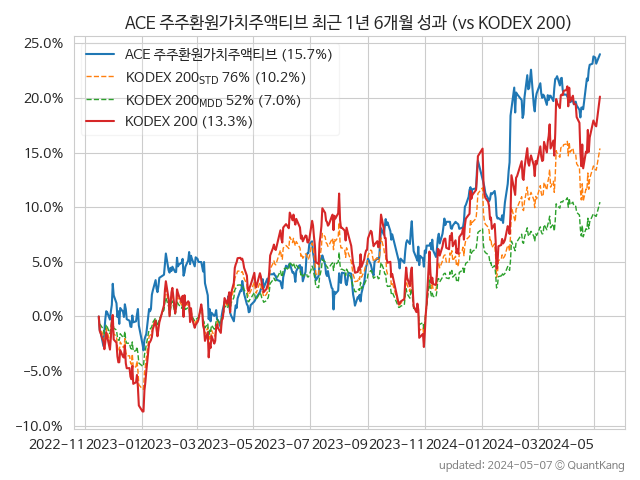 ACE 주주환원가치주액티브 최근 1년 6개월 성과 (vs KODEX 200)
25.0%
20.0%
15.0%
10.0%
5.0%
0.0%
−5.0%
−10.0%
ACE 주주환원가치주액티브 (15.7%)
KODEX 200STD 76% (10.2%)
KODEX 200MDD 52% (7.0%)
KODEX 200 (13.3%)
2022-11 2023-01 2023-03 2023-05 2023-07 2023-09 2023-11 2024-01 2024-03 2024-05
updated: 2024-05-07 © QuantKang